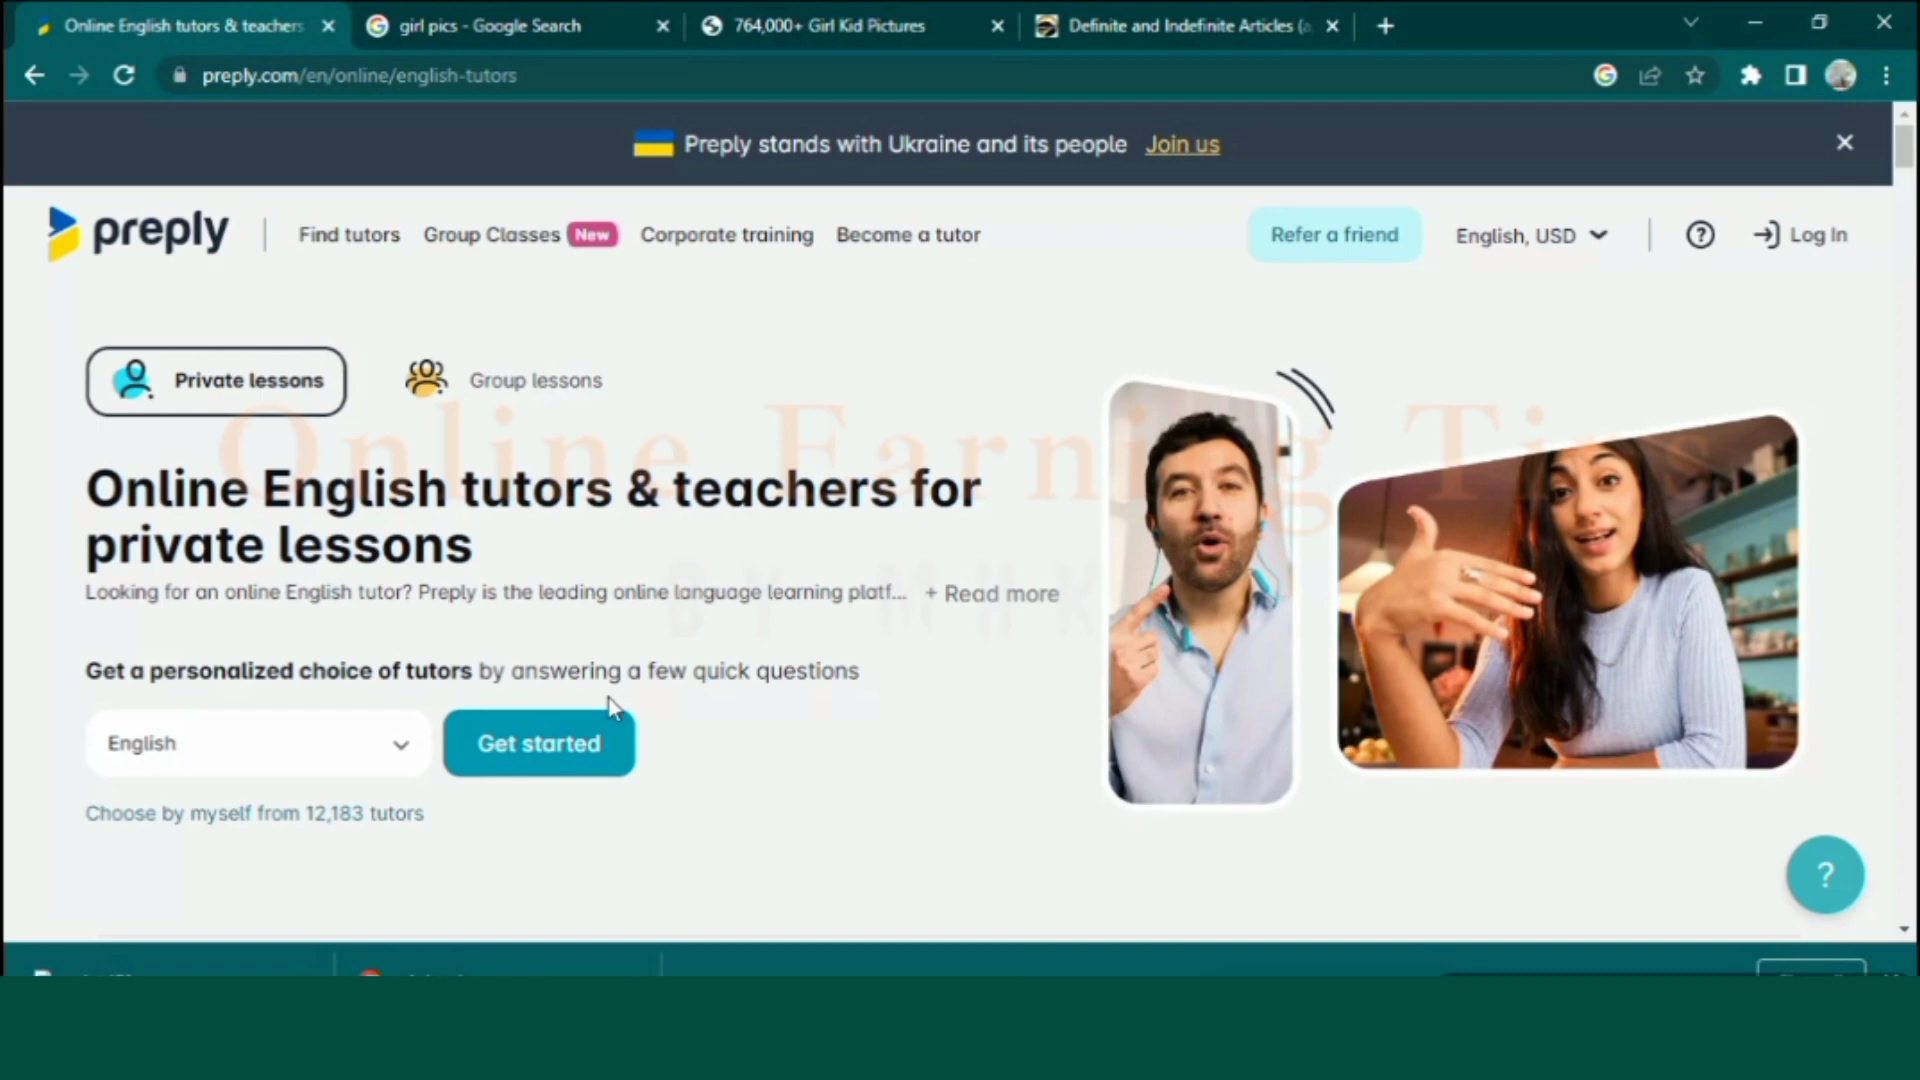 Online English tutors & teachers
girl pics - Google Search
764,000+ Girl Kid Pictures
Definite and Indefinite Articles (a
preply.com/en/online/english-tutors
Preply stands with Ukraine and its people Join us
preply
Find tutors
Group Classes New
Corporate training
Become a tutor
Refer a friend
English, USD
?
Log In
Private lessons
Group lessons
Online Earning Tips
Online English tutors & teachers for
private lessons
Looking for an online English tutor? Preply is the leading online language learning platf... + Read more
Get a personalized choice of tutors by answering a few quick questions
English
Get started
Choose by myself from 12,183 tutors
?